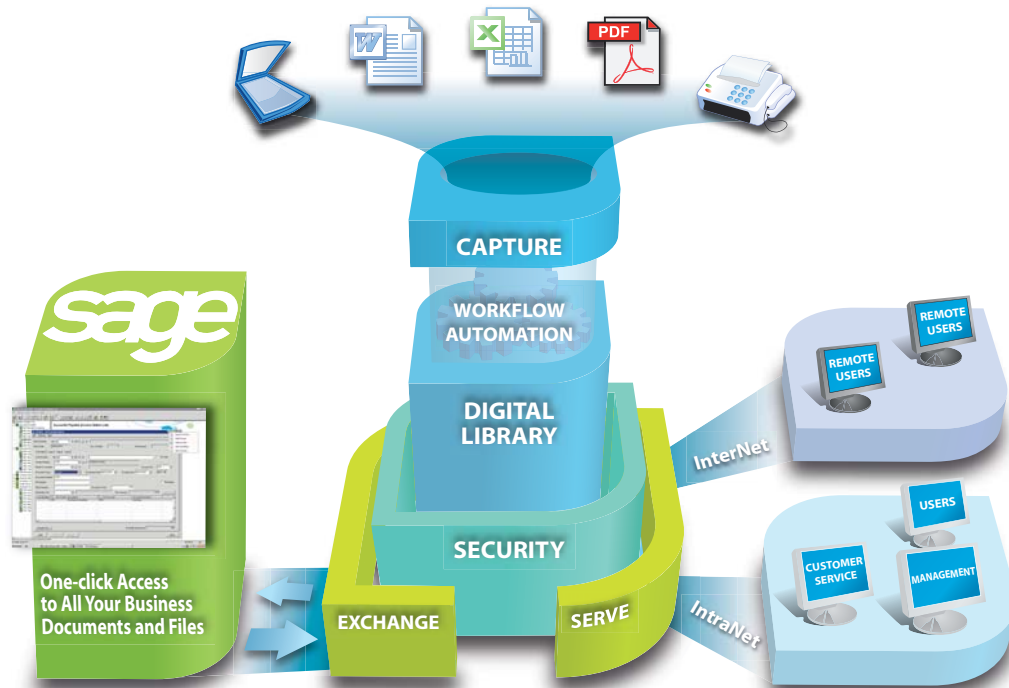 W
X
PDF
CAPTURE
sage
WORKFLOW
AUTOMATION
REMOTE
USERS
REMOTE
USERS
DIGITAL
LIBRARY
InterNet
SECURITY
USERS
CUSTOMER
SERVICE
MANAGEMENT
One-click Access
to All Your Business
Documents and Files
EXCHANGE
SERVE
IntraNet